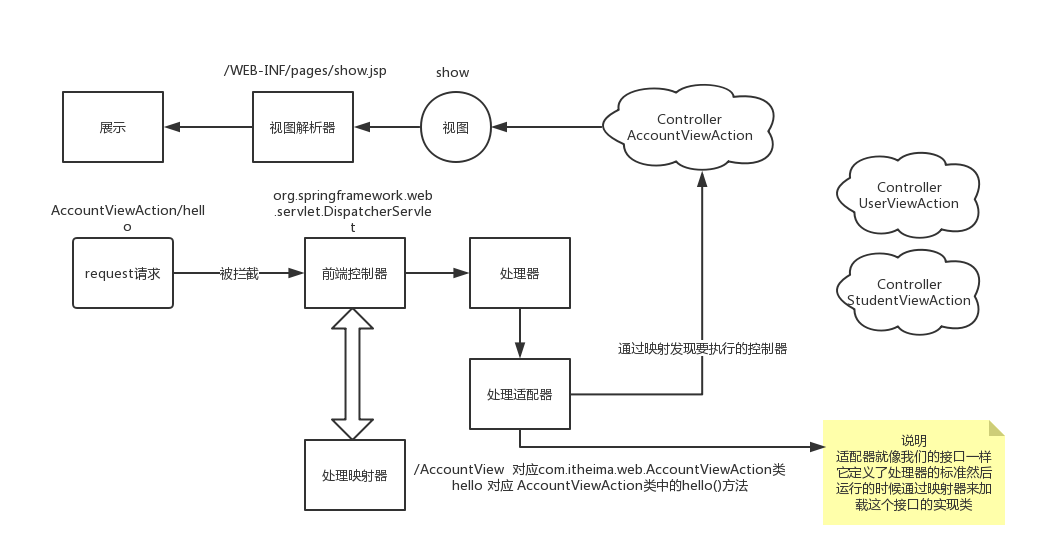 /WEB-INF/pages/show.jsp
show
展示
视图解析器
视图
Controller
AccountViewAction
Controller
UserViewAction
AccountViewAction/hell
o
org.springframework.web
.servlet.DispatcherServle
t
request请求
被拦截
前端控制器
处理器
Controller
StudentViewAction
通过映射发现要执行的控制器
处理适配器
处理映射器
/AccountView 对应com.itheima.web.AccountViewAction类
hello 对应 AccountViewAction类中的hello()方法
说明
适配器就像我们的接口一样
它定义了处理器的标准然后
运行的时候通过映射器来加
载这个接口的实现类